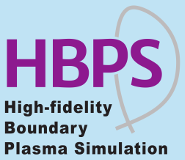 HBPS
High-fidelity
Boundary
Plasma Simulation